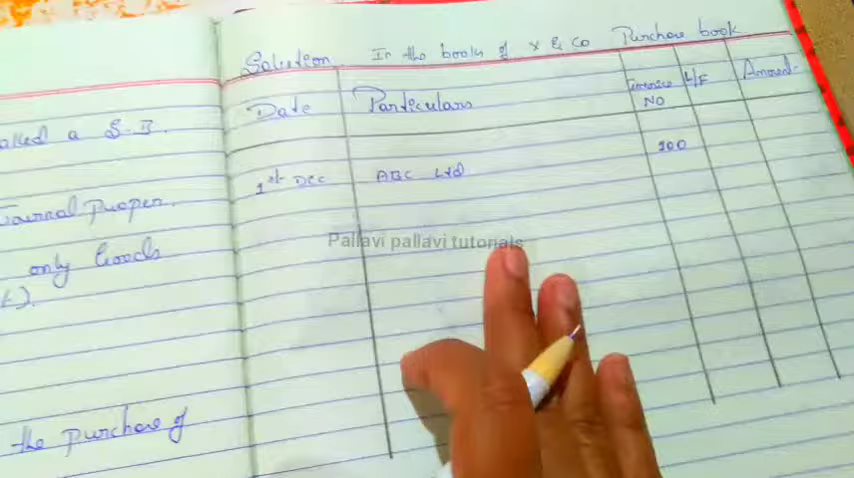 alled a S.B.
Journal Proper.
only Goods
the purchase of
Solution In the books of X & Co Purchase book
Date Particulars Invoice No L/F Amount
1st Dec ABC Ltd 100
Pallavi pallavi tutorials